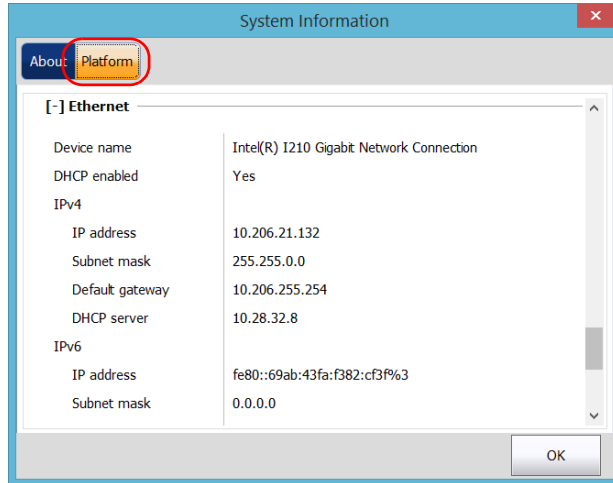 System Information
About Platform
[-] Ethernet
Device name Intel(R) I210 Gigabit Network Connection
DHCP enabled Yes
IPv4
IP address 10.206.21.132
Subnet mask 255.255.0.0
Default gateway 10.206.255.254
DHCP server 10.28.32.8
IPv6
IP address fe80::69ab:43fa:f382:cf3f%3
Subnet mask 0.0.0.0
OK